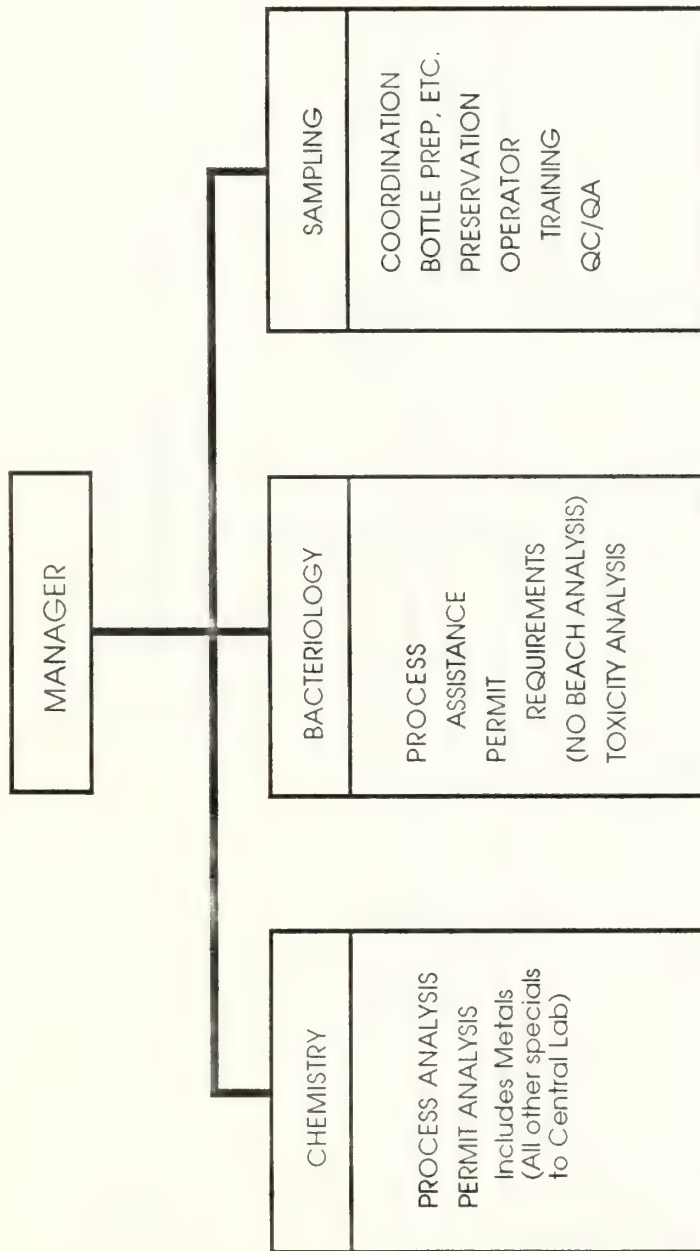 MANAGER
CHEMISTRY
PROCESS ANALYSIS
PERMIT ANALYSIS
Includes Metals
(All other specials
to Central Lab)
BACTERIOLOGY
PROCESS
ASSISTANCE
PERMIT
REQUIREMENTS
(NO BEACH ANALYSIS)
TOXICITY ANALYSIS
SAMPLING
COORDINATION
BOTTLE PREP, ETC.
PRESERVATION
OPERATOR
TRAINING
QC/QA